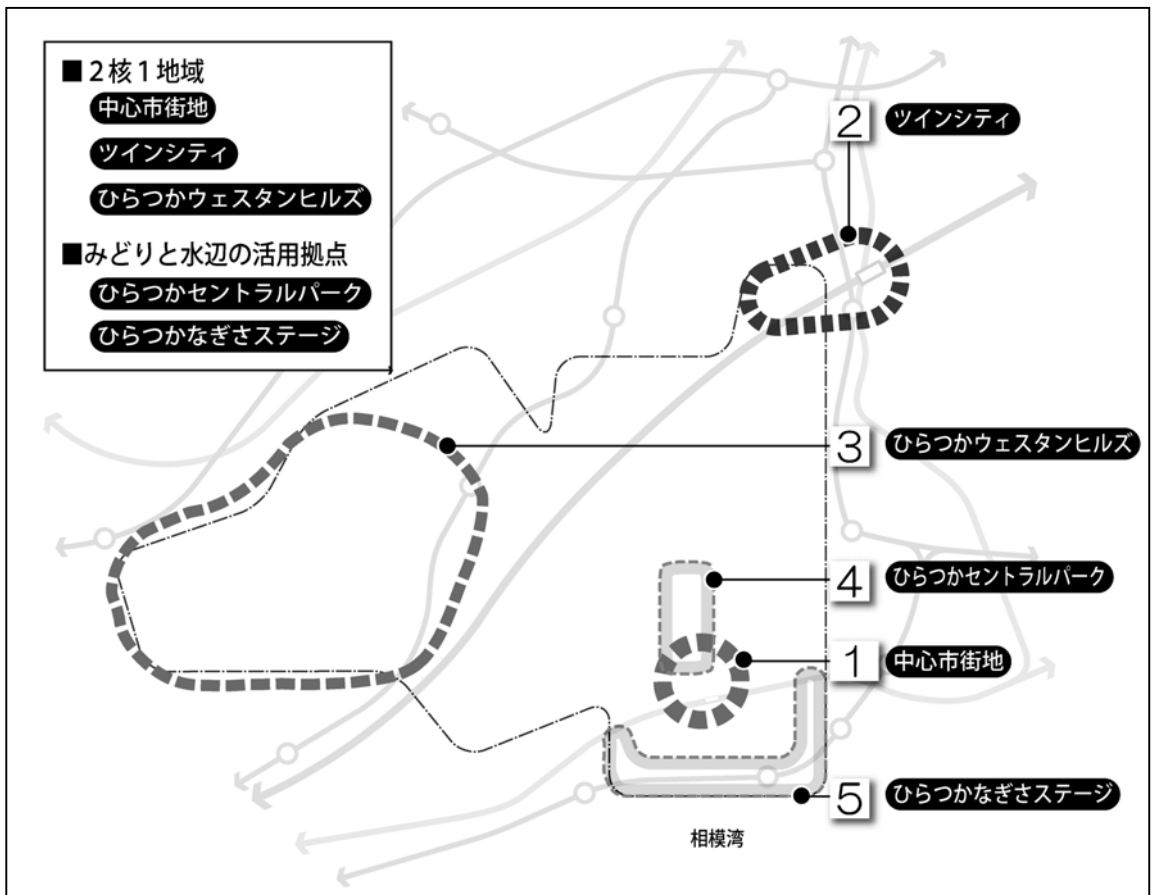 ■2核1地域
中心市街地
ツインシティ
ひらつかウェスタンヒルズ
■みどりと水辺の活用拠点
ひらつかセントラルパーク
ひらつかなぎさステージ
2 ツインシティ
3 ひらつかウェスタンヒルズ
4 ひらつかセントラルパーク
1 中心市街地
5 ひらつかなぎさステージ
相模湾